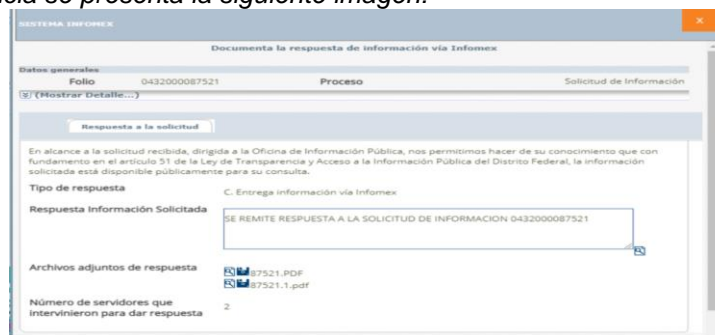 se presenta la siguiente imagen:
SISTEMA INFOMEX
x
Documenta la respuesta de información vía Infomex
Datos generales
Folio 0432000087521 Proceso Solicitud de Información
(Mostrar Detalle...)
Respuesta a la solicitud
En alcance a la solicitud recibida, dirigida a la Oficina de Información Pública, nos permitimos hacer de su conocimiento que con
fundamento en el artículo 51 de la Ley de Transparencia y Acceso a la Información Pública del Distrito Federal, la información
solicitada está disponible públicamente para su consulta.
Tipo de respuesta C. Entrega información vía Infomex
Respuesta Información Solicitada SE REMITE RESPUESTA A LA SOLICITUD DE INFORMACION 0432000087521
Archivos adjuntos de respuesta 87521.PDF
87521.1.pdf
Número de servidores que
intervinieron para dar respuesta 2